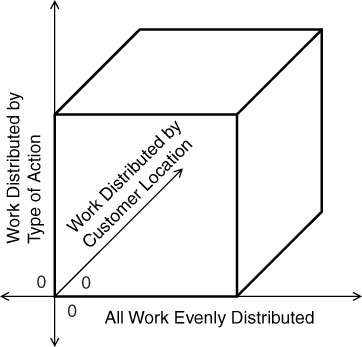 Work Distributed by
Type of Action
Work Distributed by
Customer Location
0
0
0
All Work Evenly Distributed